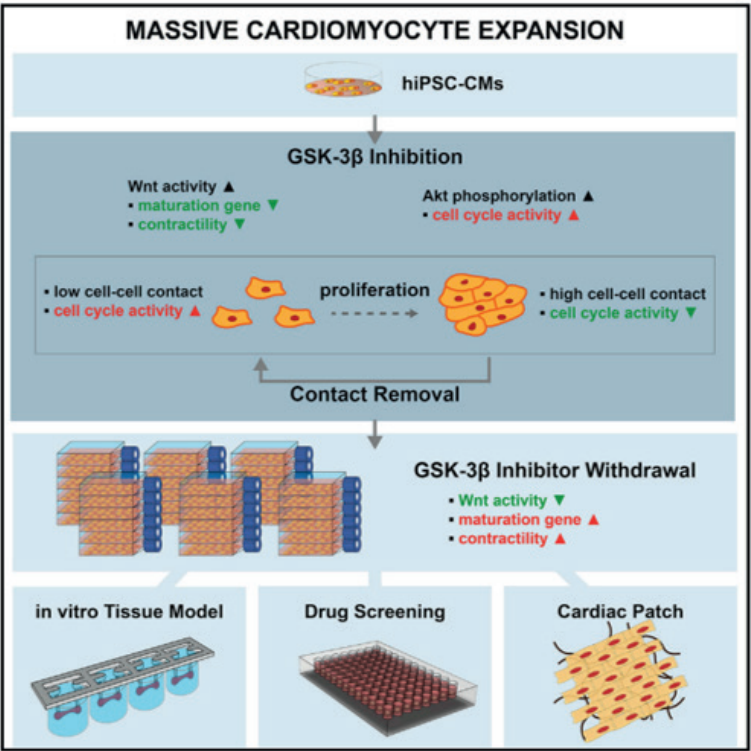 MASSIVE CARDIOMYOCYTE EXPANSION
hiPSC-CMs
GSK-3β Inhibition
Wnt activity ▲
▪ maturation gene ▼
▪ contractility ▼
Akt phosphorylation ▲
▪ cell cycle activity ▲
▪ low cell-cell contact
▪ cell cycle activity ▲
proliferation
▪ high cell-cell contact
▪ cell cycle activity ▼
Contact Removal
GSK-3β Inhibitor Withdrawal
▪ Wnt activity ▼
▪ maturation gene ▲
▪ contractility ▲
in vitro Tissue Model
Drug Screening
Cardiac Patch